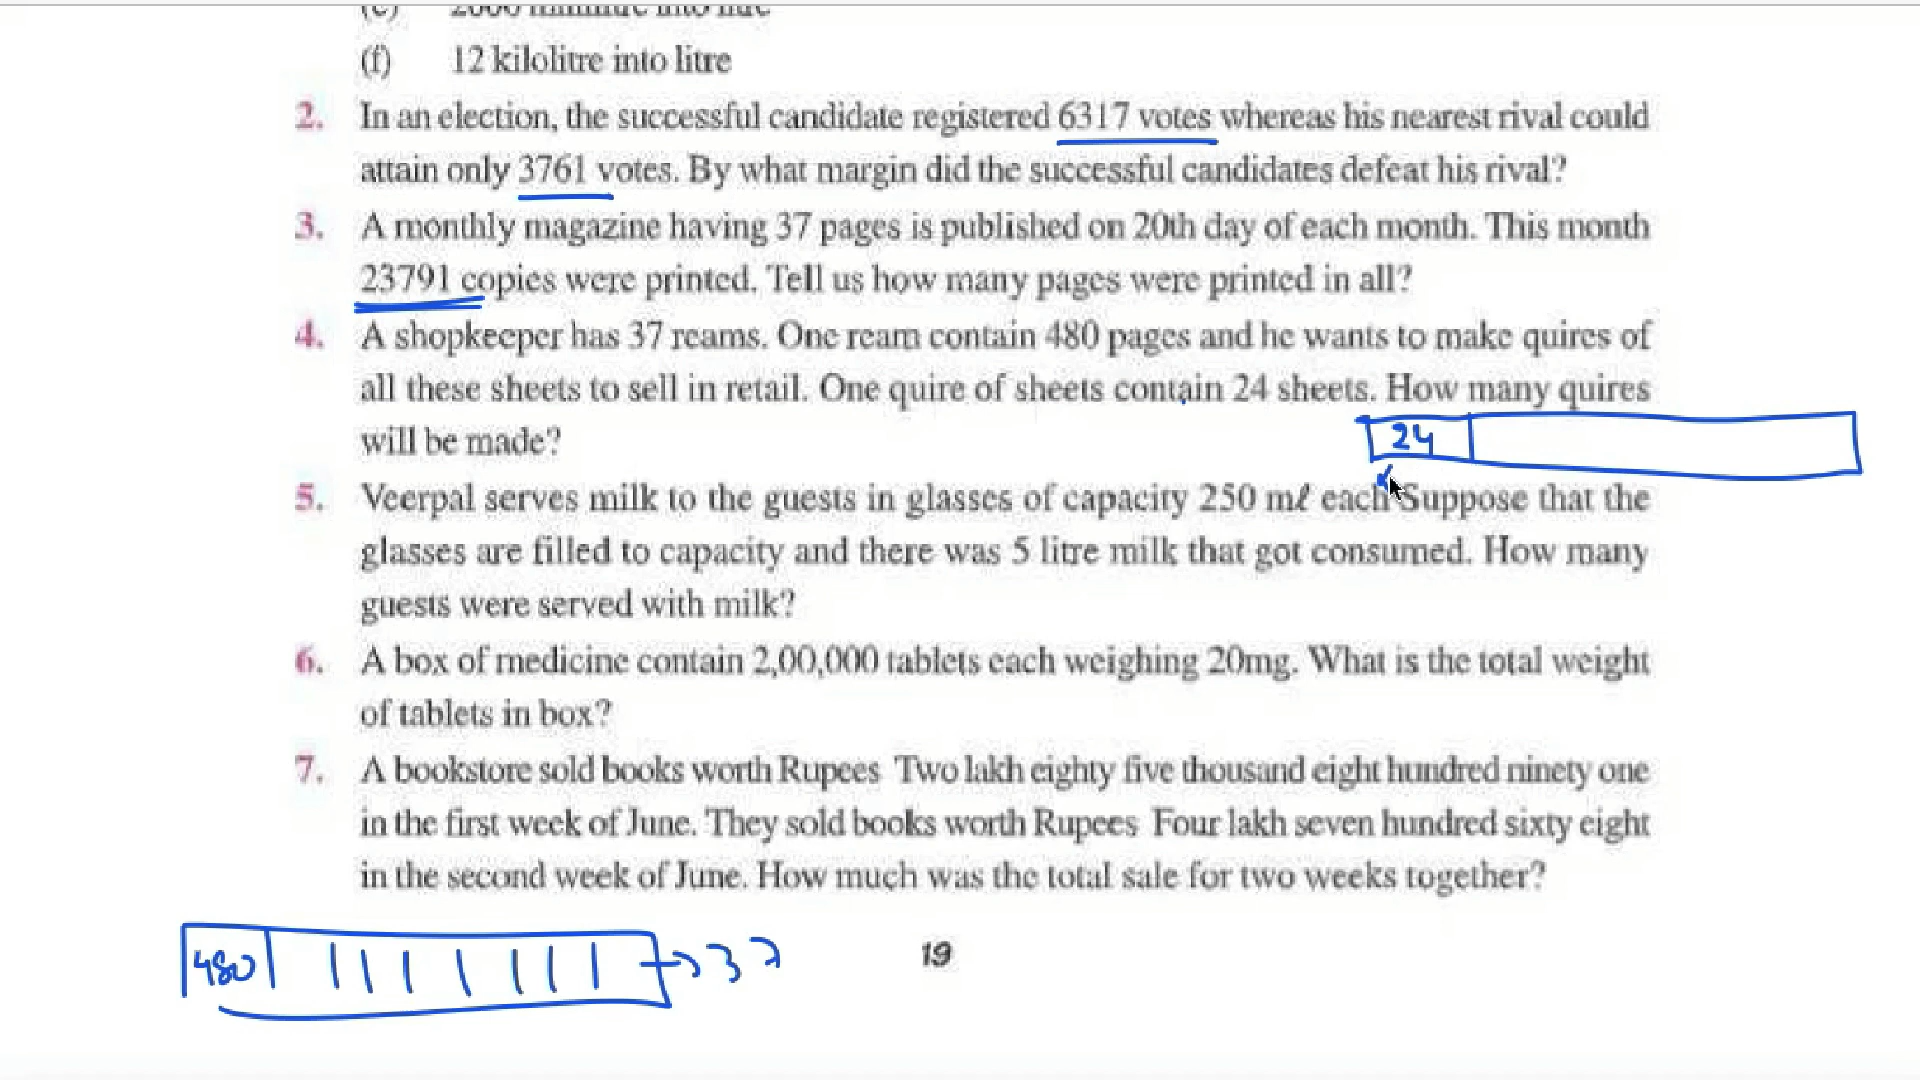 (f) 12 kilolitre into litre
2. In an election, the successful candidate registered 6317 votes whereas his nearest rival could
attain only 3761 votes. By what margin did the successful candidates defeat his rival?
3. A monthly magazine having 37 pages is published on 20th day of each month. This month
23791 copies were printed. Tell us how many pages were printed in all?
4. A shopkeeper has 37 reams. One ream contain 480 pages and he wants to make quires of
all these sheets to sell in retail. One quire of sheets contain 24 sheets. How many quires
will be made?
24
5. Veerpal serves milk to the guests in glasses of capacity 250 mℓ each Suppose that the
glasses are filled to capacity and there was 5 litre milk that got consumed. How many
guests were served with milk?
6. A box of medicine contain 2,00,000 tablets each weighing 20mg. What is the total weight
of tablets in box?
7. A bookstore sold books worth Rupees Two lakh eighty five thousand eight hundred ninety one
in the first week of June. They sold books worth Rupees Four lakh seven hundred sixty eight
in the second week of June. How much was the total sale for two weeks together?
480 → 37
19